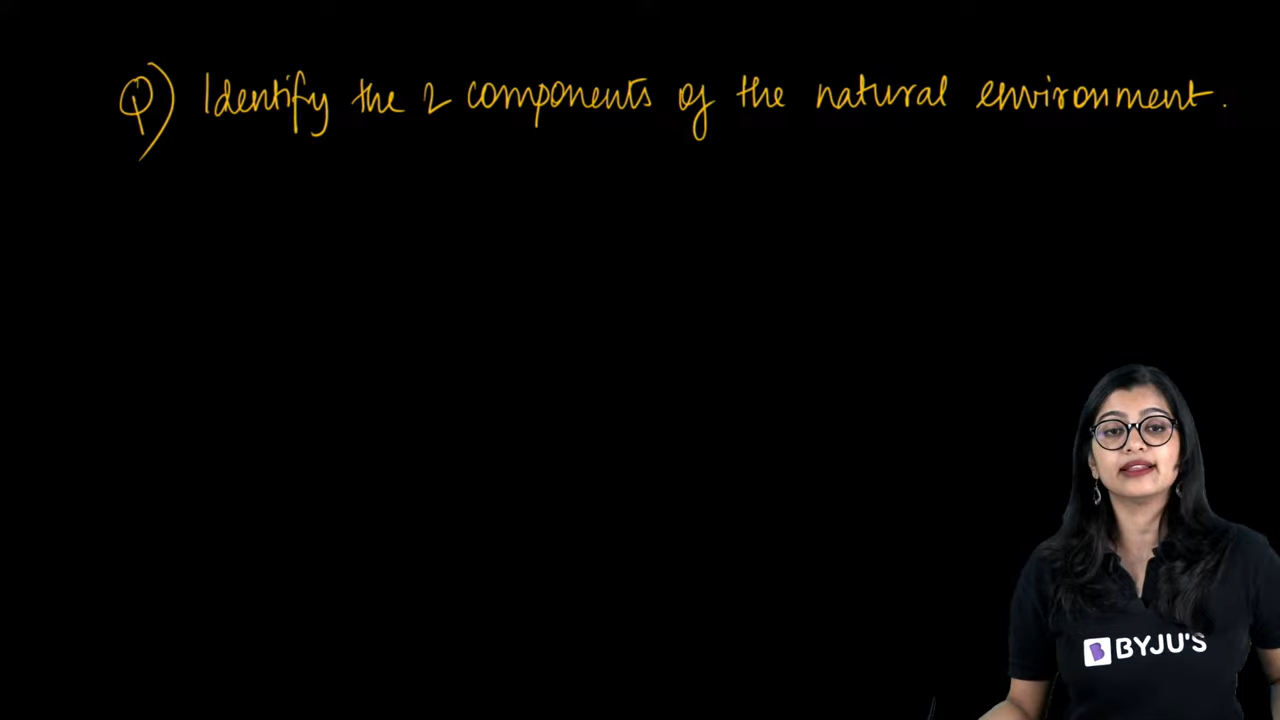 Q) Identify the 2 components of the natural environment.
BYJU'S